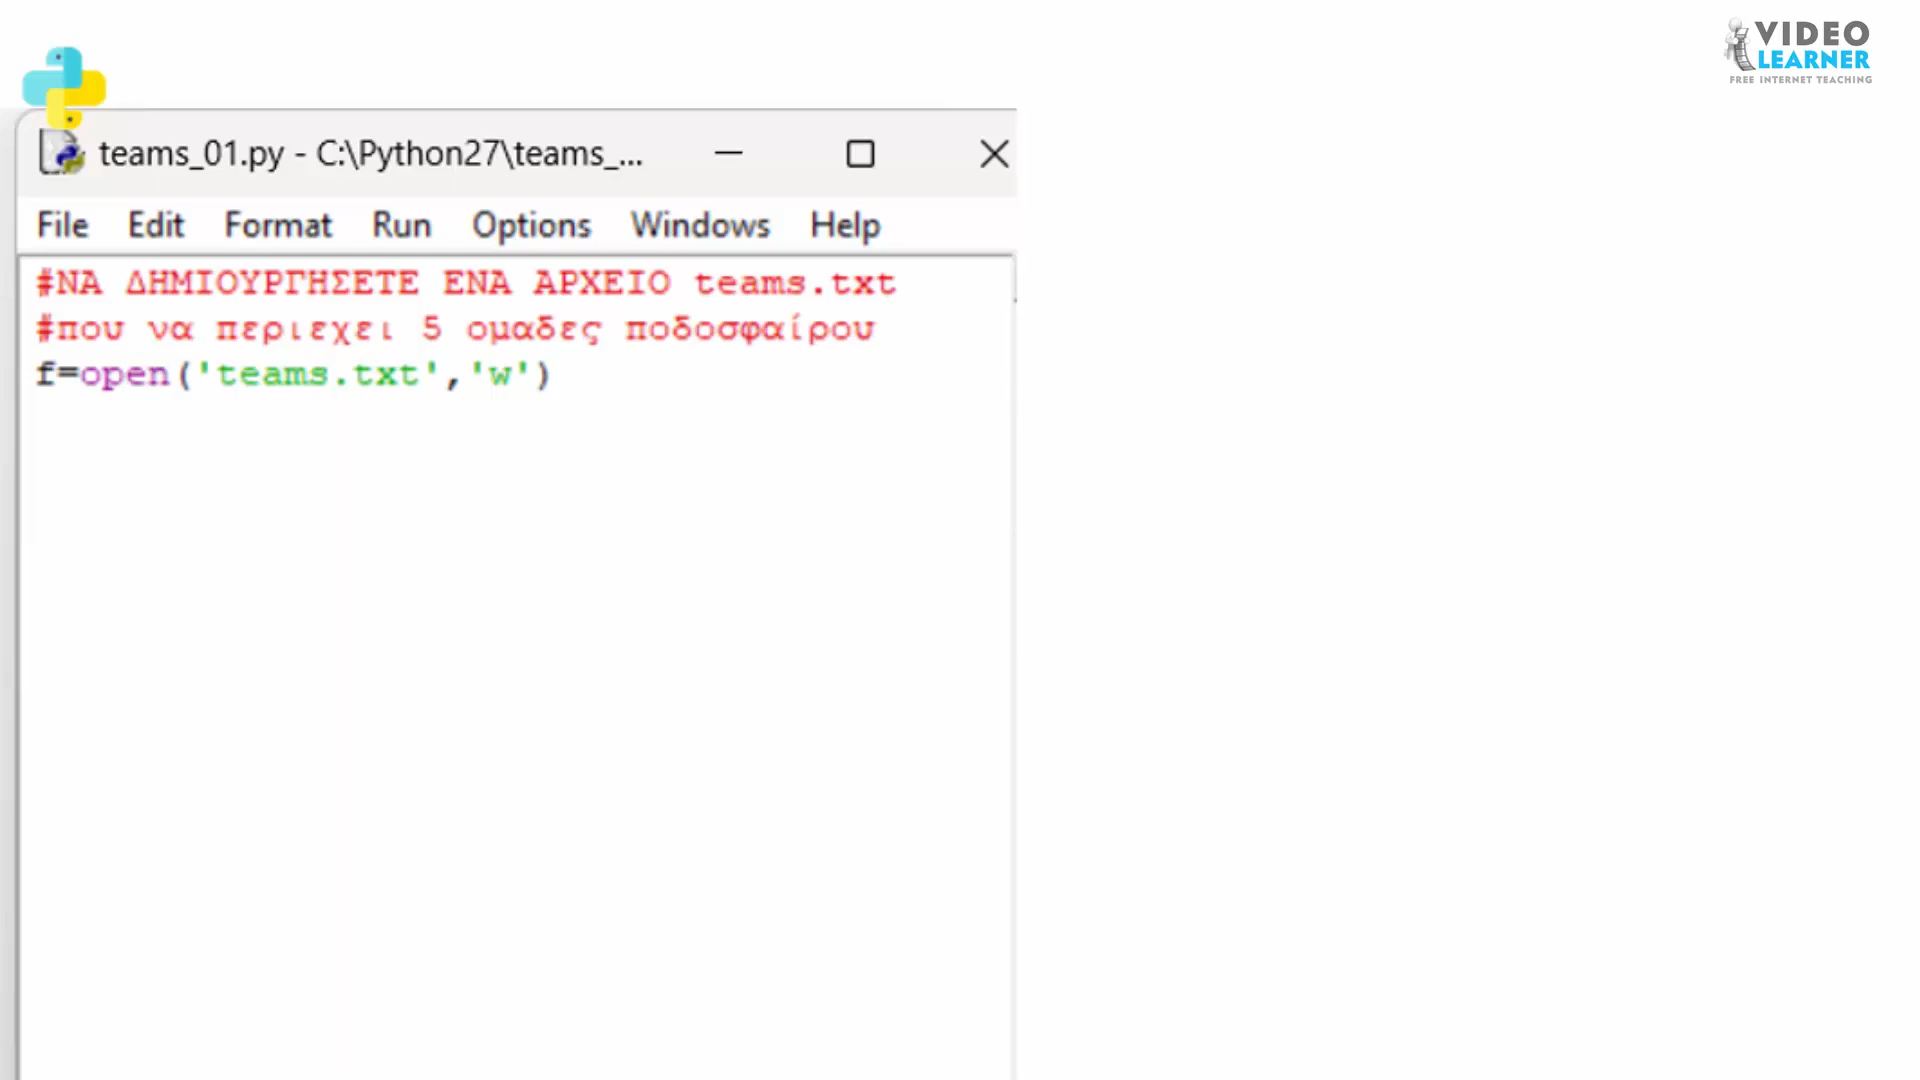 VIDEO
LEARNER
FREE INTERNET TEACHING
teams_01.py - C:\Python27\teams_...
File Edit Format Run Options Windows Help
#ΝΑ ΔΗΜΙΟΥΡΓΗΣΕΤΕ ΕΝΑ ΑΡΧΕΙΟ teams.txt
#που να περιεχει 5 ομαδες ποδοσφαίρου
f=open('teams.txt','w')